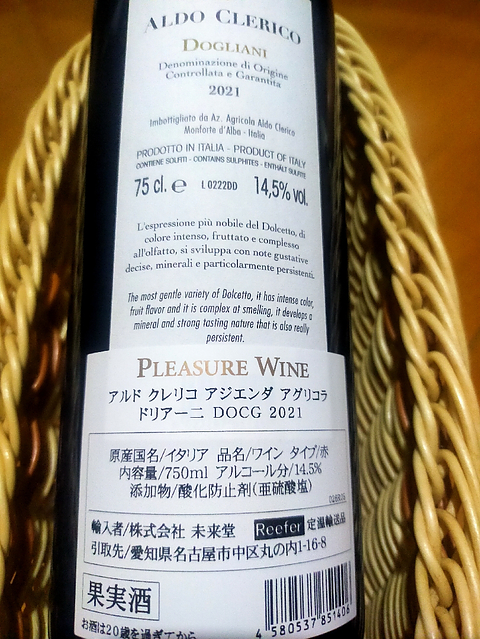 ALDO CLERICO
DOGLIANI
Denominazione di Origine
Controllata e Garantita
2021
Imbottigliato da Az. Agricola Aldo Clerico
Monforte d'Alba - Italia
PRODOTTO IN ITALIA - PRODUCT OF ITALY
CONTIENE SOLFITI - CONTAINS SULPHITES - ENTHÄLT SULFITE
75 cl. e L 0222DD 14,5% vol.
L'espressione più nobile del Dolcetto, di
colore intenso, fruttato e complesso
all'olfatto, si sviluppa con note gustative
decise, minerali e particolarmente persistenti.
The most gentle variety of Dolcetto, it has intense color,
fruit flavor and it is complex at smelling, it develops a
mineral and strong tasting nature that is also really
persistent.
PLEASURE WINE
アルド クレリコ アジエンダ アグリコラ
ドリアーニ DOCG 2021
原産国名/イタリア 品名/ワイン タイプ/赤
内容量/750ml アルコール分/14.5%
添加物/酸化防止剤(亜硫酸塩)
輸入者/株式会社 未来堂 Reefer 定温輸送品
引取先/愛知県名古屋市中区丸の内1-16-8
果実酒
お酒は20歳を過ぎてから
4 580537 851406